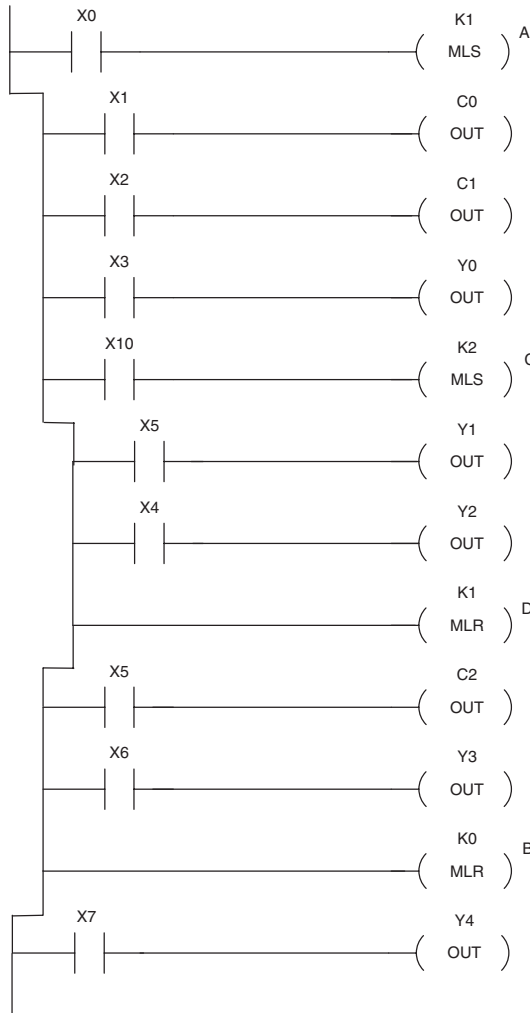 X0 K1 A
MLS
X1 C0
OUT
X2 C1
OUT
X3 Y0
OUT
X10 K2 C
MLS
X5 Y1
OUT
X4 Y2
OUT
K1 D
MLR
X5 C2
OUT
X6 Y3
OUT
K0 B
MLR
X7 Y4
OUT